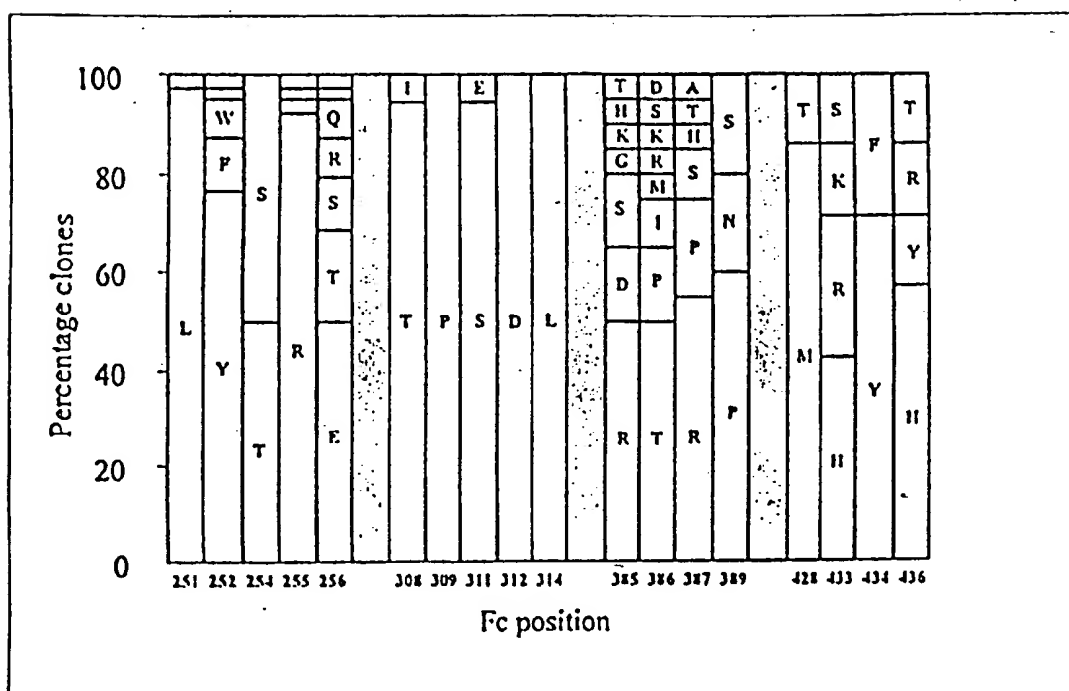 100
I E T D A
T S T
W Q H S T S
K K H
F
F R G R
S
80 K R
M
S S
S N I
P Y
60 T D P R
T P S D L
L
R M
Y 40
Y
P H
E R T R
T
20 H
0
251 252 254 255 256 308 309 311 312 314 385 386 387 389 428 433 434 436
Fc position
Percentage clones